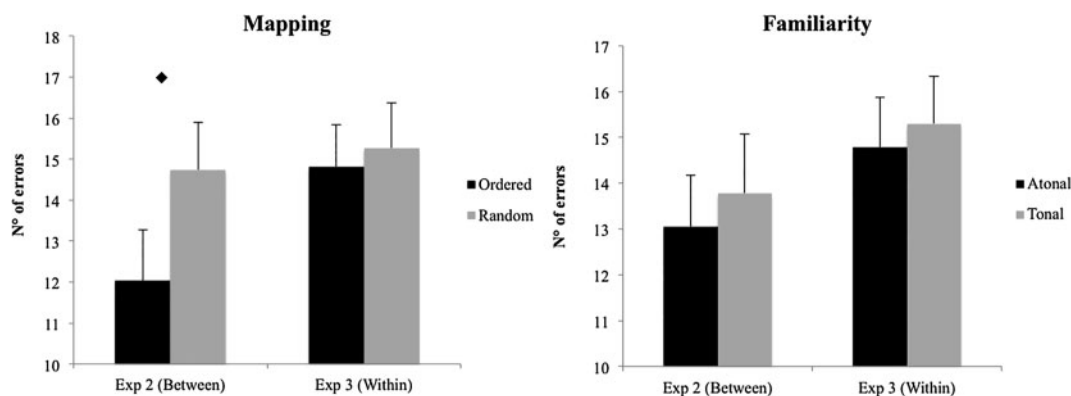 Mapping
18
17
16
15
14
13
12
11
10
N° of errors
Exp 2 (Between)
Exp 3 (Within)
Ordered
Random
Familiarity
17
16
15
14
13
12
11
10
N° of errors
Exp 2 (Between)
Exp 3 (Within)
Atonal
Tonal